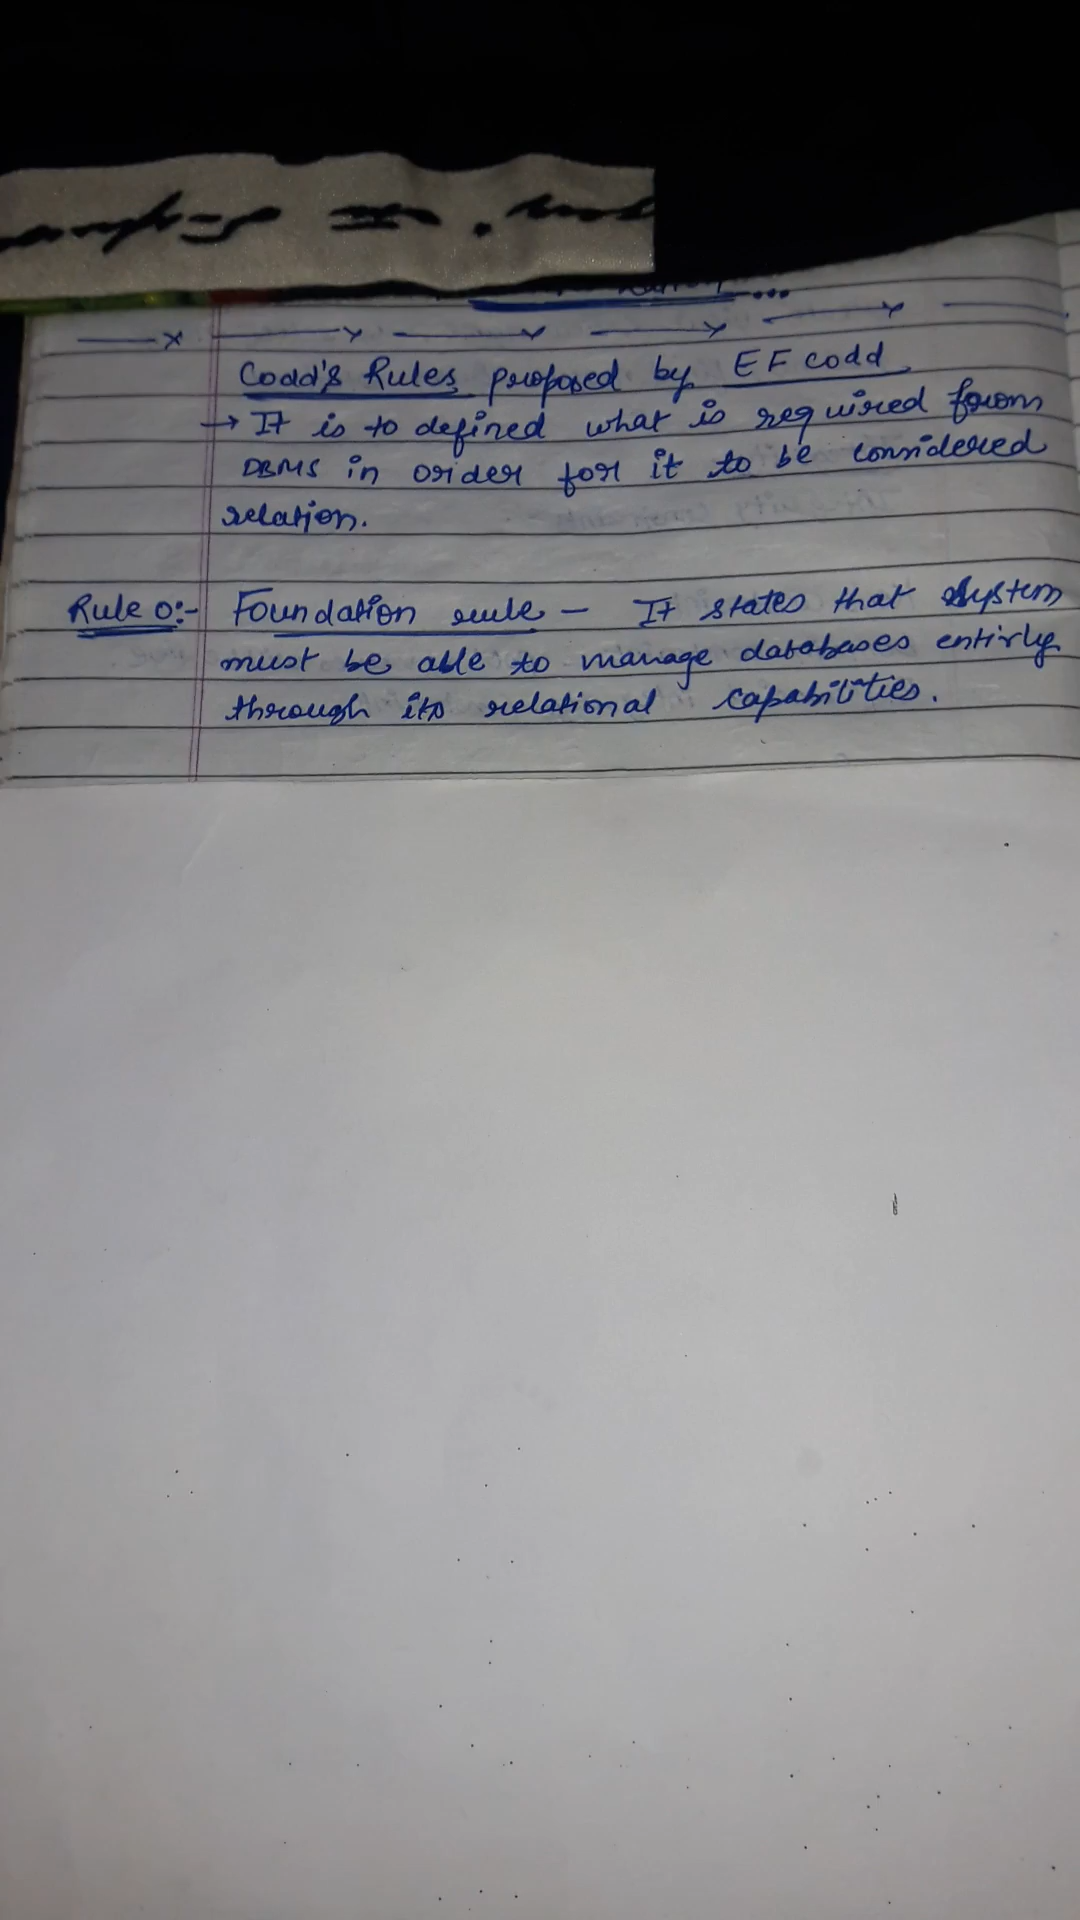 Codd's Rules proposed by EF codd
→ It is to defined what is required from
DBMS in order for it to be considered
relation.
Rule 0:- Foundation rule - It states that system
must be able to manage databases entirly
through its relational capabilities.